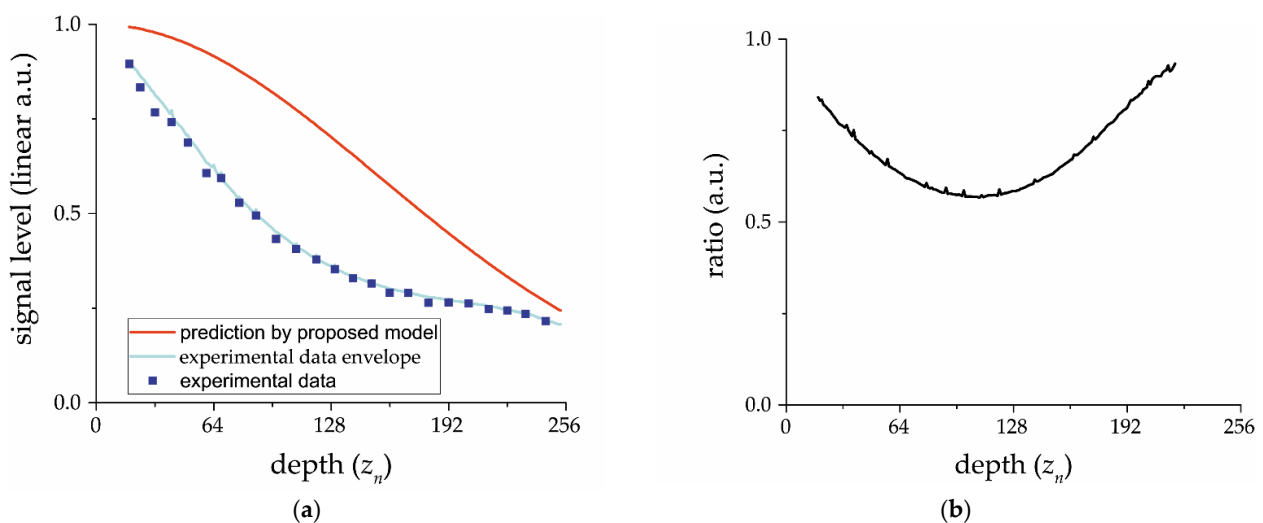 1.0
0.5
0.0
signal level (linear a.u.)
prediction by proposed model
experimental data envelope
experimental data
0 64 128 192 256
depth (zₙ)
(a)
1.0
0.5
0.0
ratio (a.u.)
0 64 128 192 256
depth (zₙ)
(b)